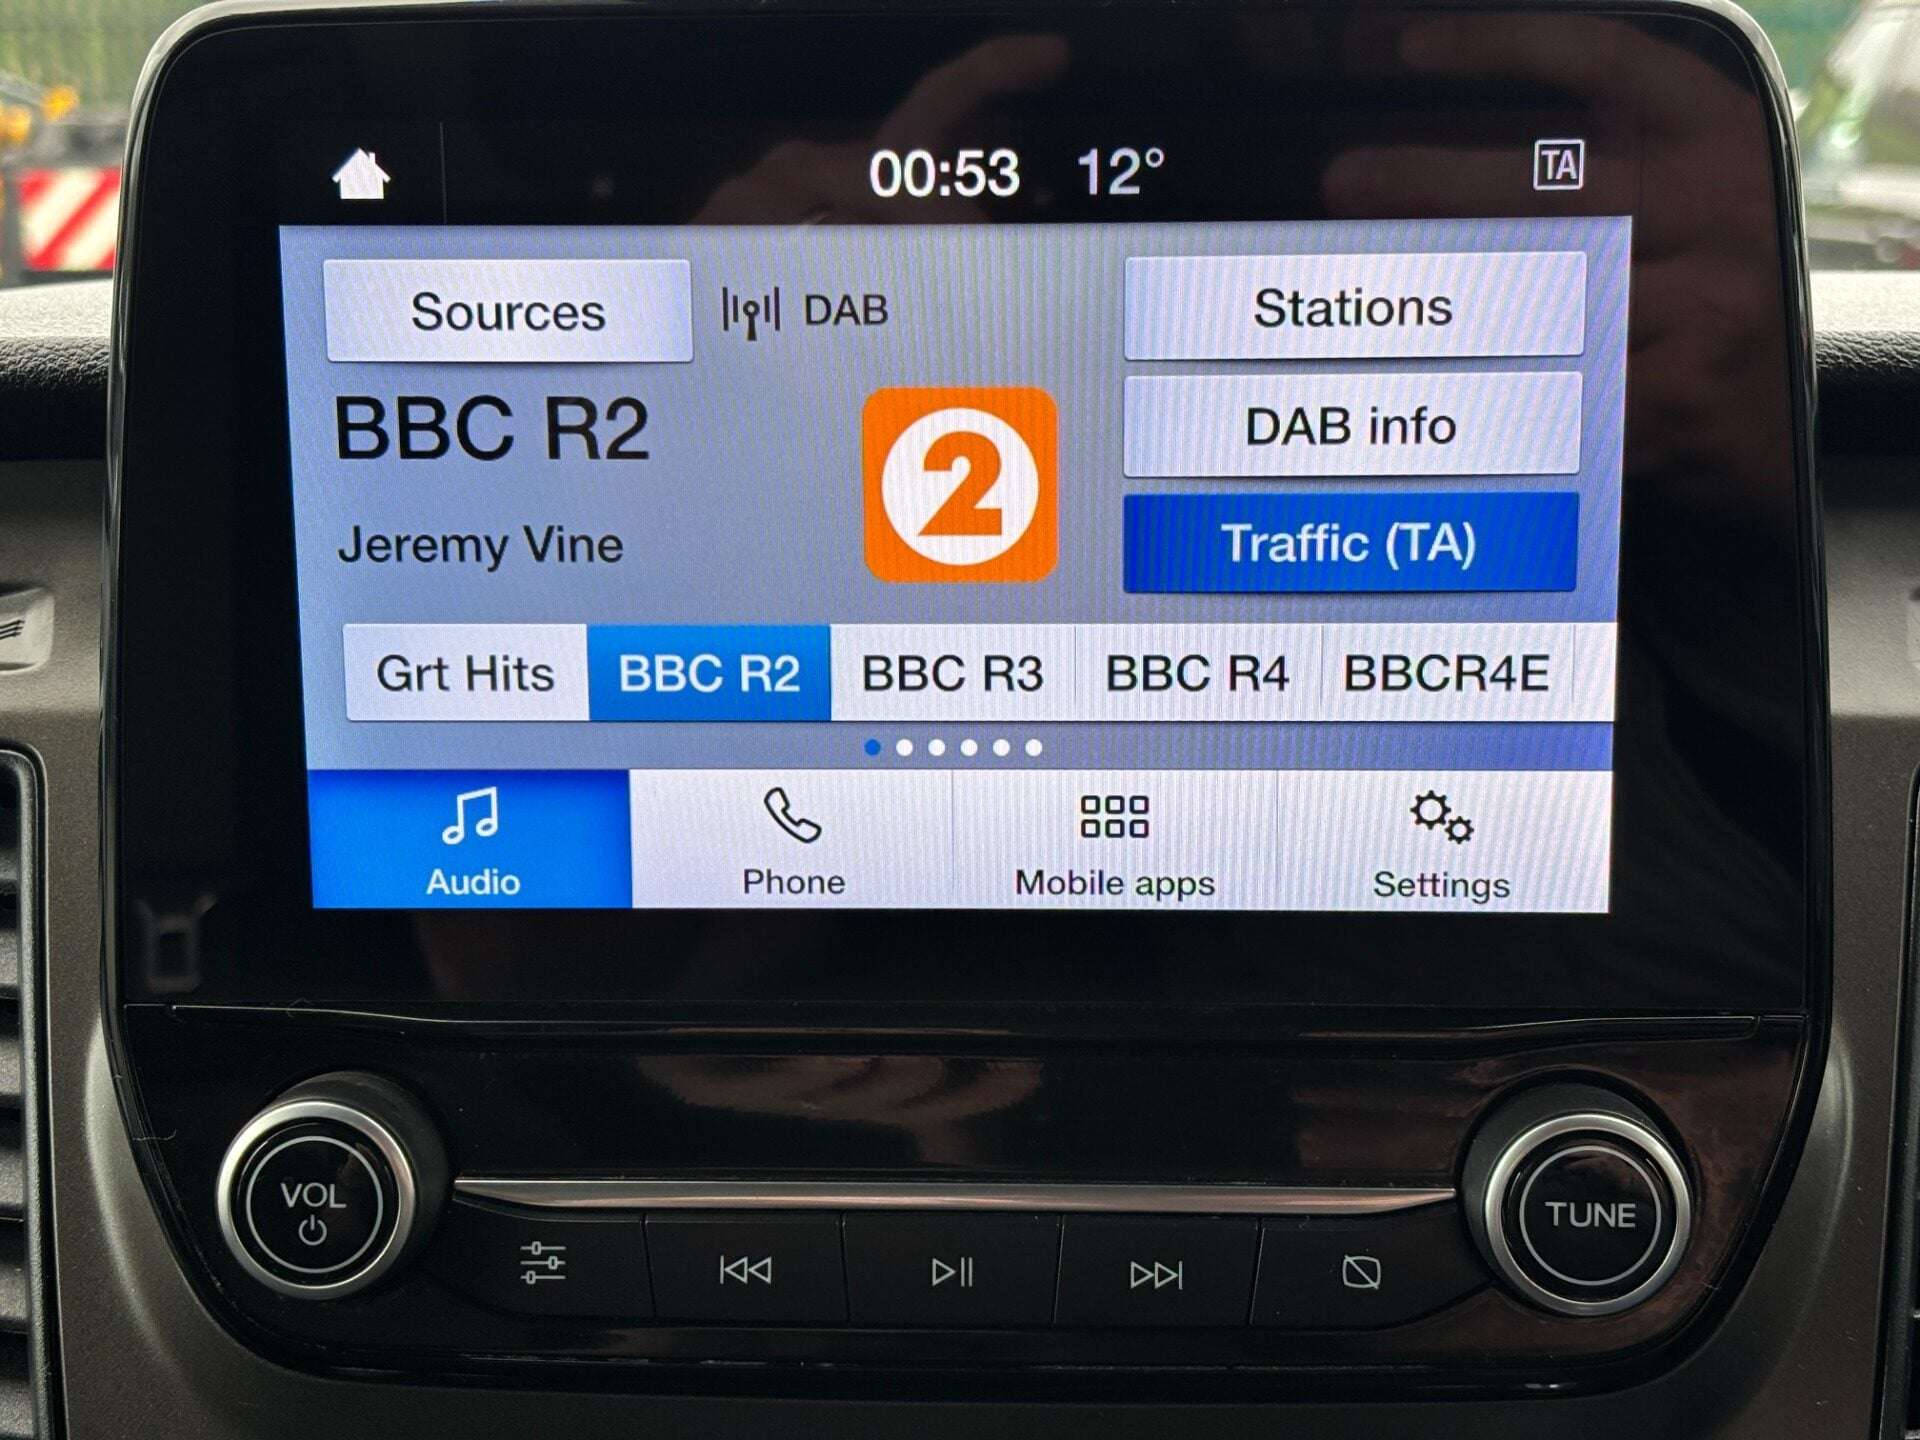 00:53 12° TA
Sources DAB Stations
BBC R2
2
DAB info
Jeremy Vine
Traffic (TA)
Grt Hits BBC R2 BBC R3 BBC R4 BBCR4E
Audio Phone Mobile apps Settings
VOL
TUNE